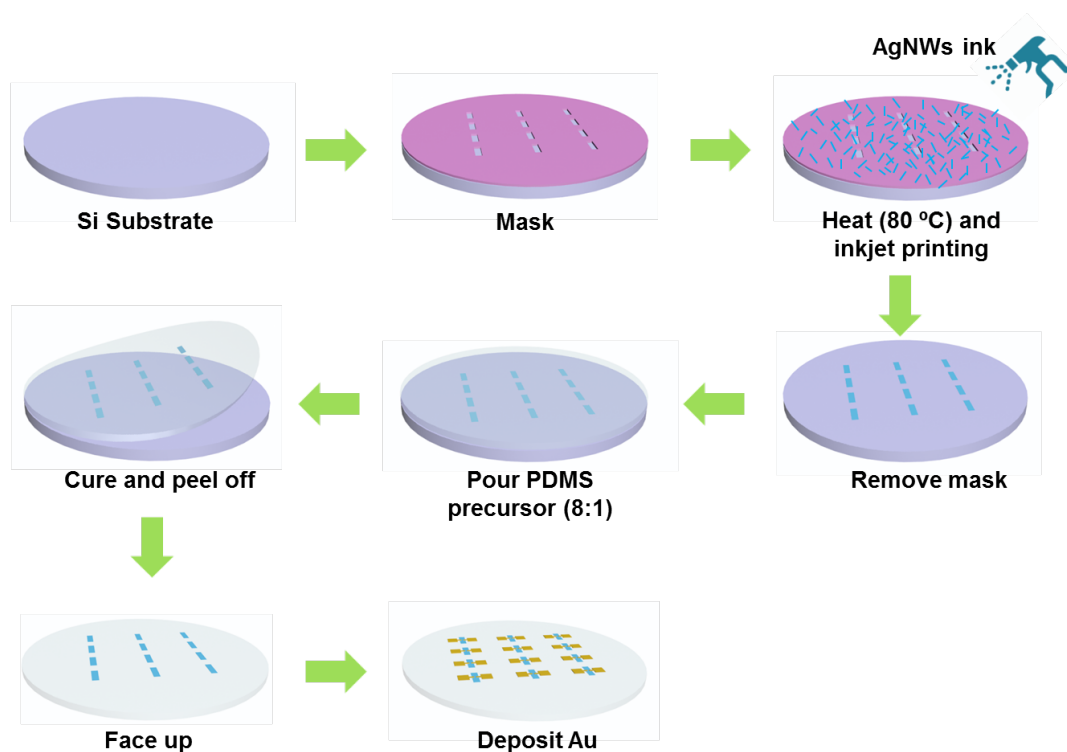 AgNWs ink
Si Substrate
Mask
Heat (80 ºC) and
inkjet printing
Remove mask
Pour PDMS
precursor (8:1)
Cure and peel off
Face up
Deposit Au